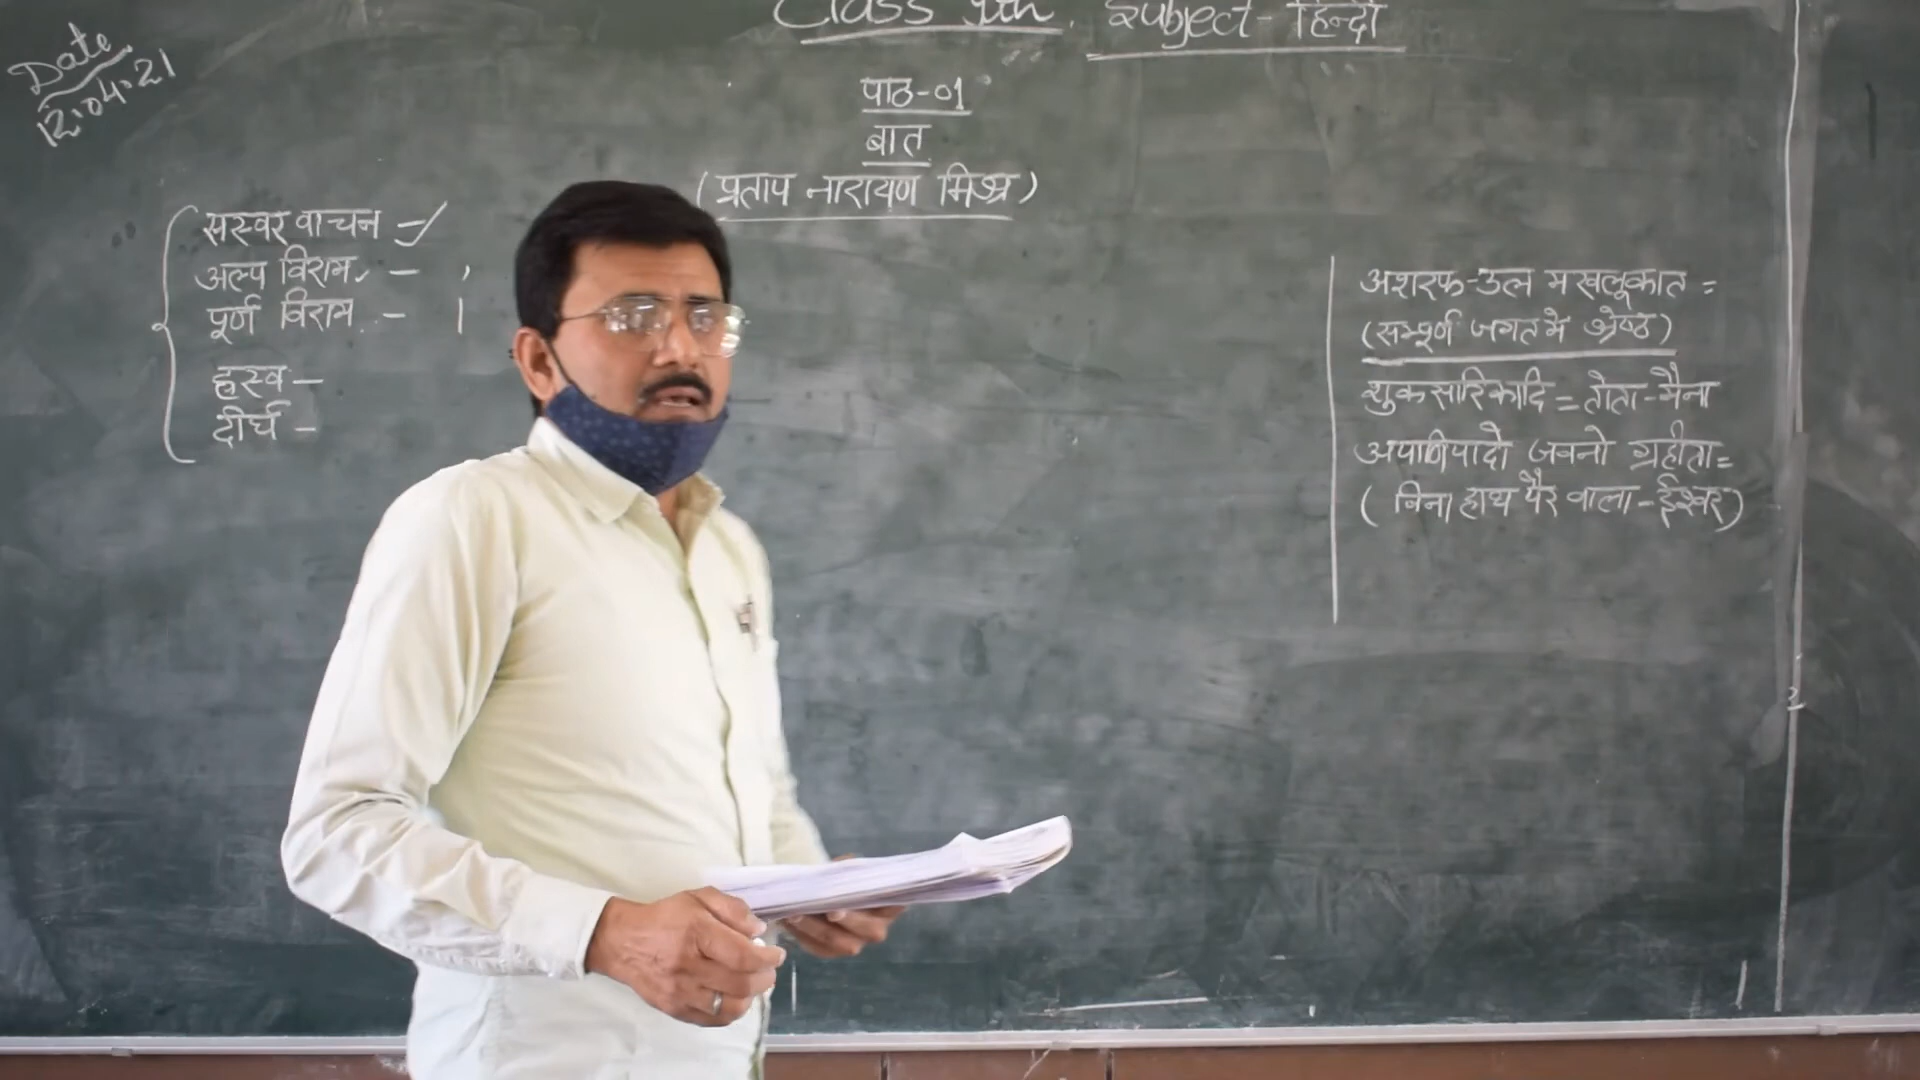 Class 9th. Subject - हिन्दी
Date
12.04.21
पाठ-01
बात
(प्रताप नारायण मिश्र)
सस्वर वाचन -
अल्प विराम - ,
पूर्ण विराम - ।
ह्रस्व -
दीर्घ -
अशरफ-उल मखलूकात =
(सम्पूर्ण जगत में श्रेष्ठ)
शुकसारिकादि = तोता-मैना
अपाणिपादो जवनो ग्रहीता =
(बिना हाथ पैर वाला - ईश्वर)